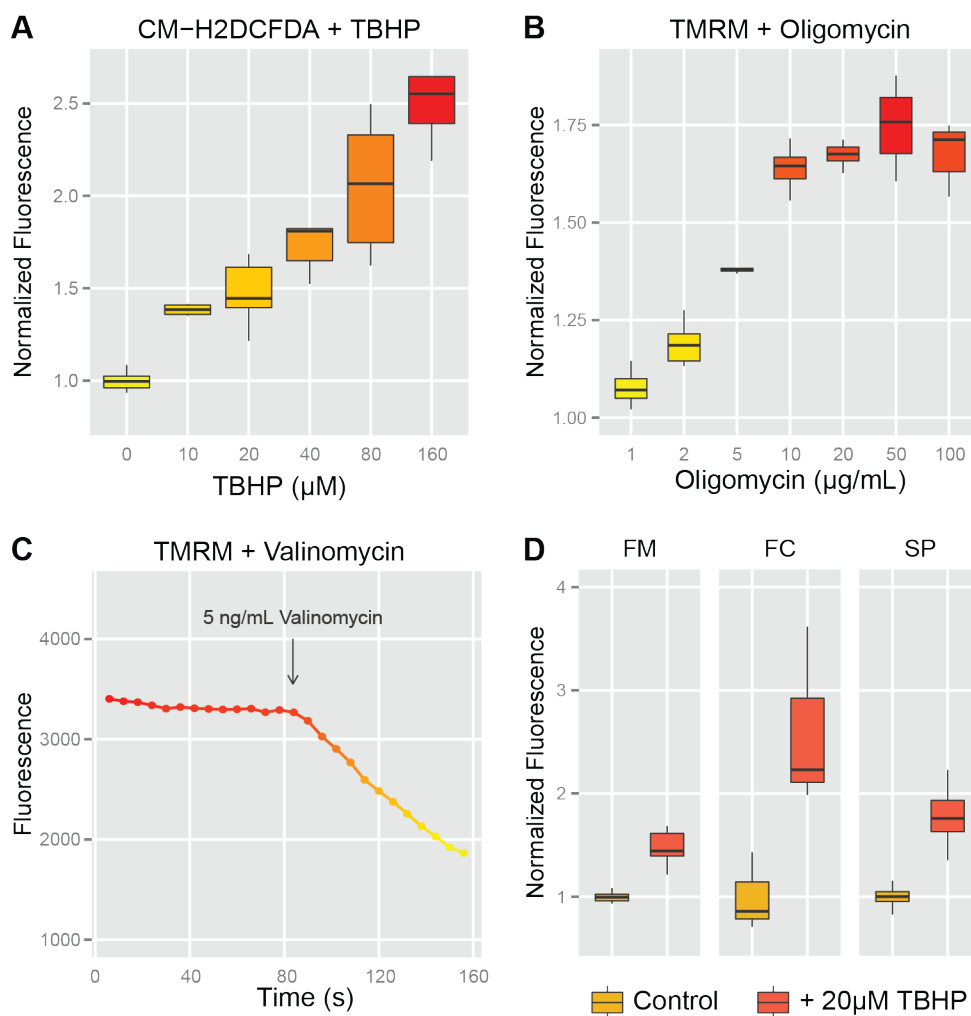 A
CM−H2DCFDA + TBHP
Normalized Fluorescence
2.5
2.0
1.5
1.0
0 10 20 40 80 160
TBHP (µM)
B
TMRM + Oligomycin
Normalized Fluorescence
1.75
1.50
1.25
1.00
1 2 5 10 20 50 100
Oligomycin (µg/mL)
C
TMRM + Valinomycin
5 ng/mL Valinomycin
Fluorescence
4000
3000
2000
1000
0 40 80 120 160
Time (s)
D
FM FC SP
Normalized Fluorescence
4
3
2
1
Control + 20µM TBHP